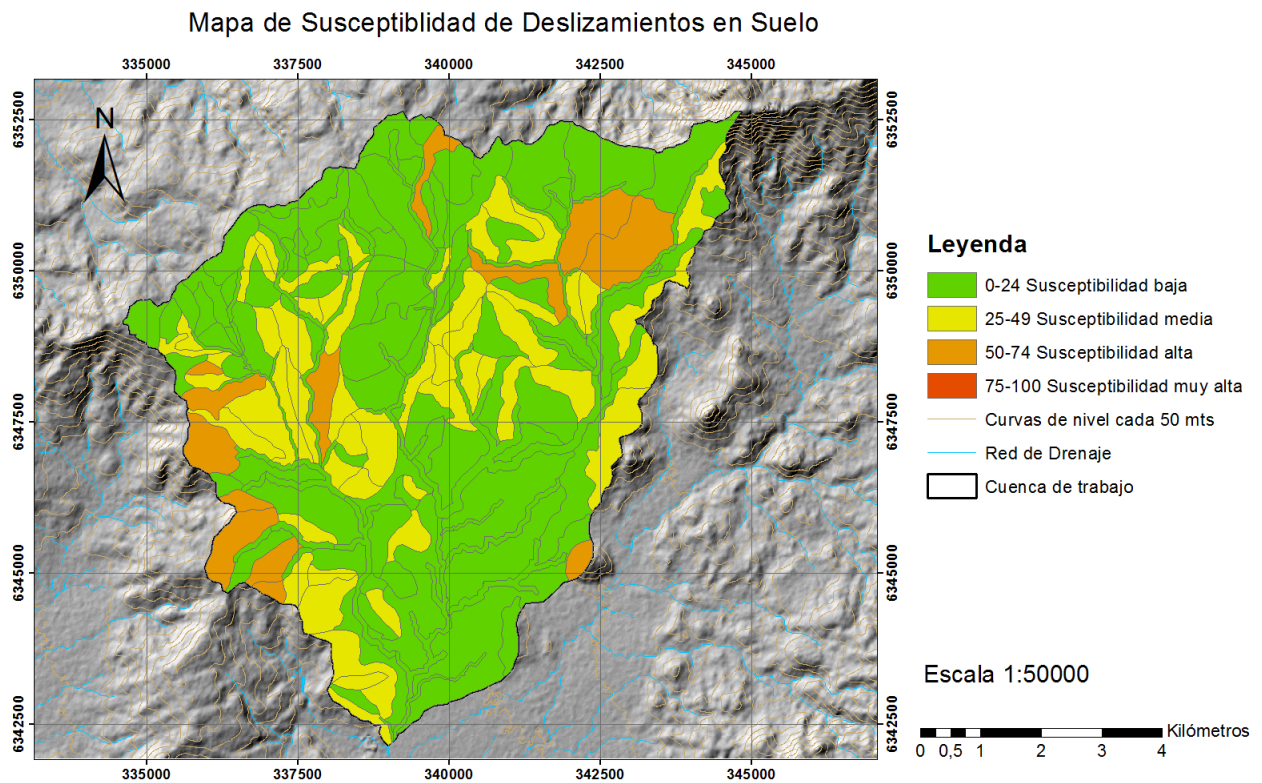 Mapa de Susceptiblidad de Deslizamientos en Suelo
335000 337500 340000 342500 345000
N
6352500 6352500
6350000 6350000
6347500 6347500
6345000 6345000
6342500 6342500
335000 337500 340000 342500 345000
Leyenda
0-24 Susceptibilidad baja
25-49 Susceptibilidad media
50-74 Susceptibilidad alta
75-100 Susceptibilidad muy alta
Curvas de nivel cada 50 mts
Red de Drenaje
Cuenca de trabajo
Escala 1:50000
Kilómetros
0 0,5 1 2 3 4